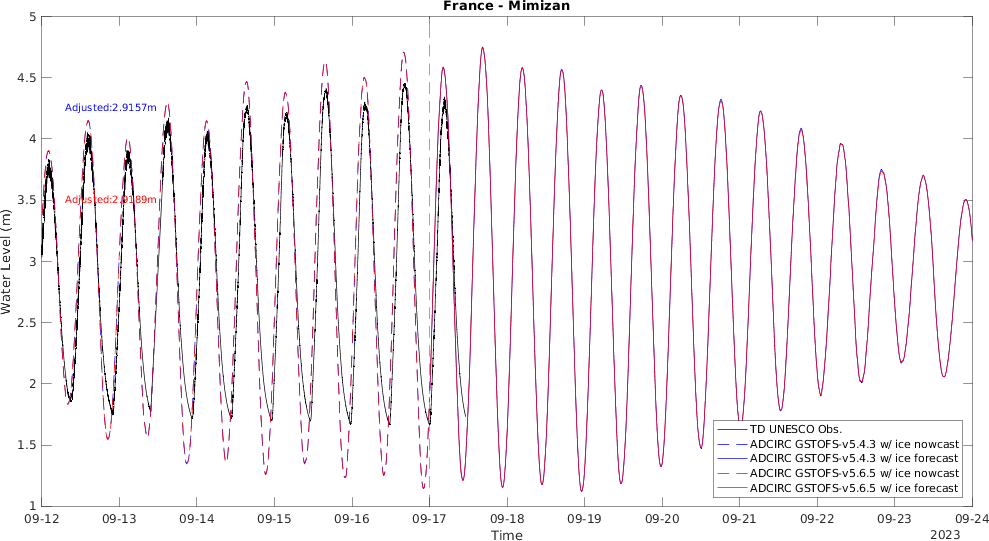 France - Mimizan
5
4.5
4
3.5
3
2.5
2
1.5
1
Water Level (m)
Adjusted:2.9157m
Adjusted:2.9189m
TD UNESCO Obs.
ADCIRC GSTOFS-v5.4.3 w/ ice nowcast
ADCIRC GSTOFS-v5.4.3 w/ ice forecast
ADCIRC GSTOFS-v5.6.5 w/ ice nowcast
ADCIRC GSTOFS-v5.6.5 w/ ice forecast
09-12 09-13 09-14 09-15 09-16 09-17 09-18 09-19 09-20 09-21 09-22 09-23 09-24
Time
2023